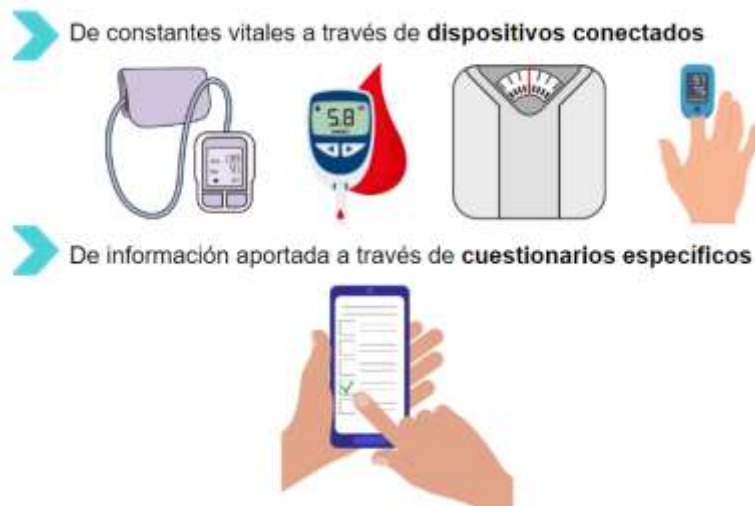 De constantes vitales a través de dispositivos conectados
5.8
De información aportada a través de cuestionarios específicos